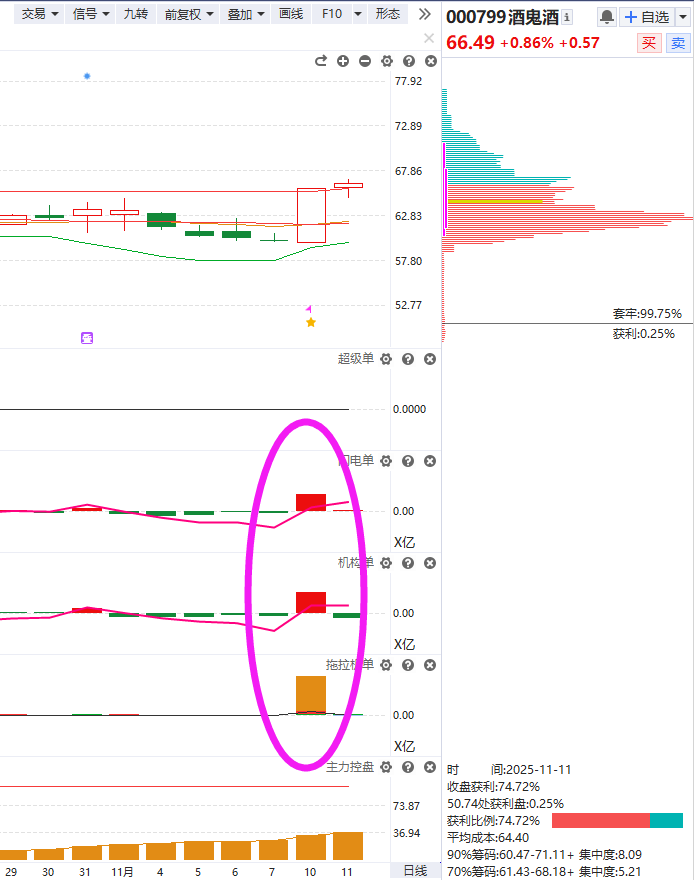 交易 信号 九转 前复权 叠加 画线 F10 形态
000799酒鬼酒
自选
66.49 +0.86% +0.57
买 卖
77.92
72.89
67.86
62.83
57.80
52.77
套牢:99.75%
获利:0.25%
超级单
0.0000
闪电单
0.00
X亿
机构单
0.00
X亿
拖拉机单
0.00
X亿
主力控盘
73.87
36.94
29 30 31 11月 4 5 6 7 10 11 日线
时 间:2025-11-11
收盘获利:74.72%
50.74处获利盘:0.25%
获利比例:74.72%
平均成本:64.40
90%筹码:60.47-71.11+ 集中度:8.09
70%筹码:61.43-68.18+ 集中度:5.21